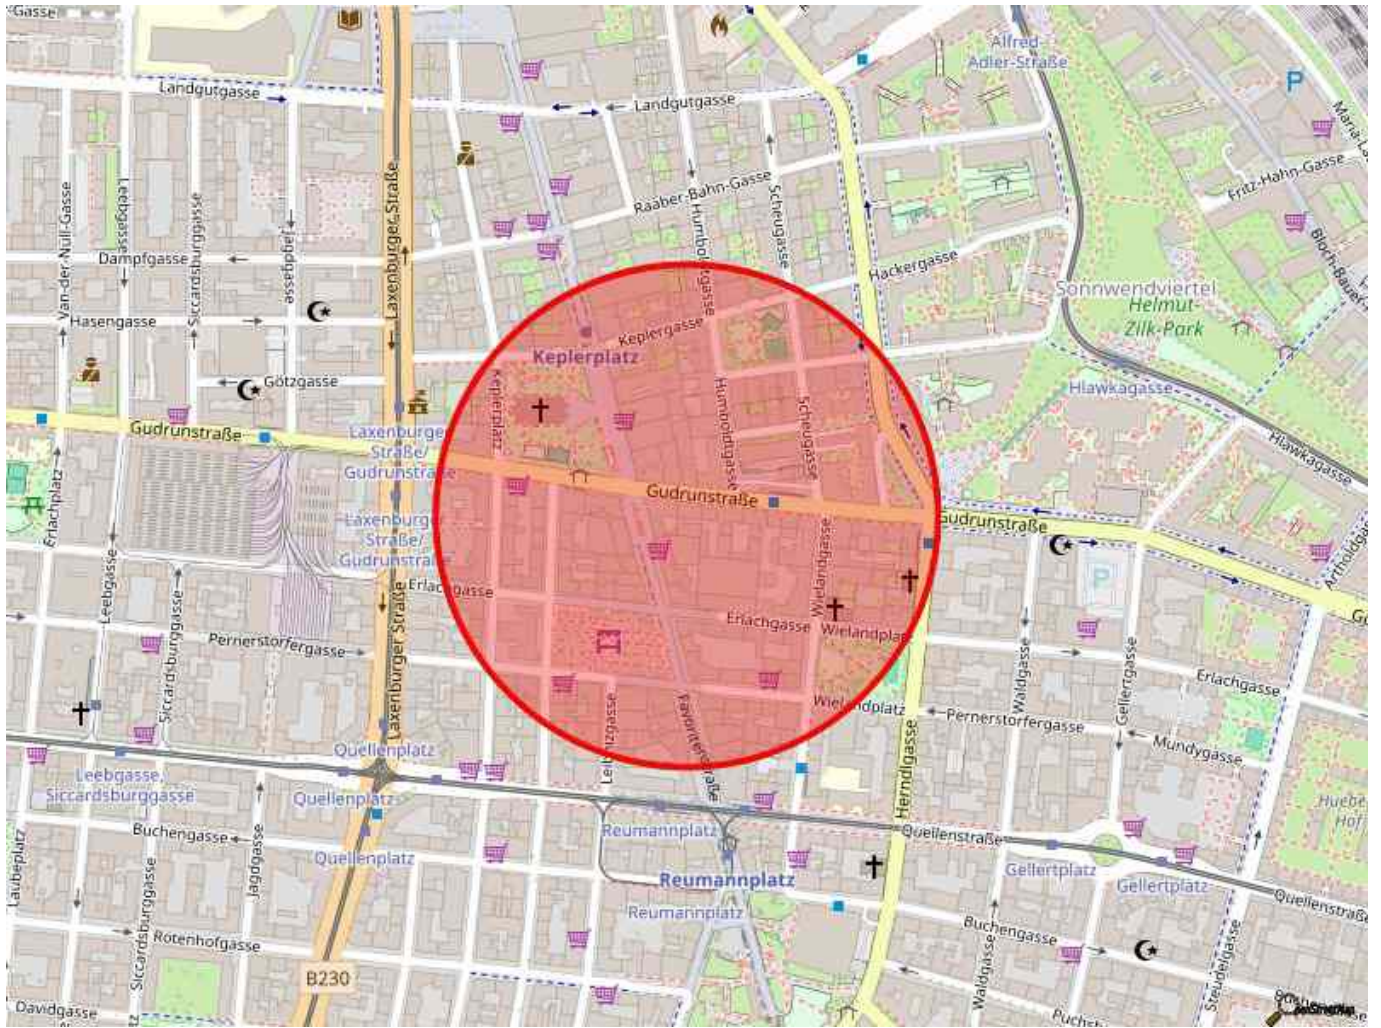 -Gasse
Alfred-
Adler-Straße
P
Landgutgasse
Landgutgasse
Fritz-Hahn-Gasse
Raaber-Bahn-Gasse
Scheugasse
Humboldtgasse
Laxenburger Straße
Laxenburger Straße
Van-der-Nüll-Gasse
Leebgasse
Siccardsburggasse
Jagdgasse
Dampfgasse
Hackergasse
Sonnwendviertel
Helmut-
Zilk-Park
Hasengasse
Keplergasse
Keplerplatz
Keplerplatz
Götzgasse
Hlawkagasse
Humboldtgasse
Scheugasse
Gudrunstraße
Laxenburger
Straße/
Gudrunstraße
Hlawkagasse
Erlachplatz
Gudrunstraße
Gudrunstraße
Laxenburger
Straße/
Gudrunstraße
Leebgasse
Wielandgasse
P
Erlachgasse
Erlachgasse
Wielandplatz
Laxenburger Straße
Pernerstorfergasse
Siccardsburggasse
Waldgasse
Gellertgasse
Erlachgasse
Leibnizgasse
Favoritenstraße
Wielandplatz
Pernerstorfergasse
Mundygasse
Quellenplatz
Leebgasse,
Siccardsburggasse
Quellenplatz
Herndlgasse
Hof
Buchengasse
Reumannplatz
Quellenstraße
Quellenplatz
Jagdgasse
Gellertplatz
Gellertplatz
Reumannplatz
Reumannplatz
Laubeplatz
Siccardsburggasse
Quellenstraße
Buchengasse
Rotenhofgasse
Waldgasse
Steudelgasse
B230
Davidgasse